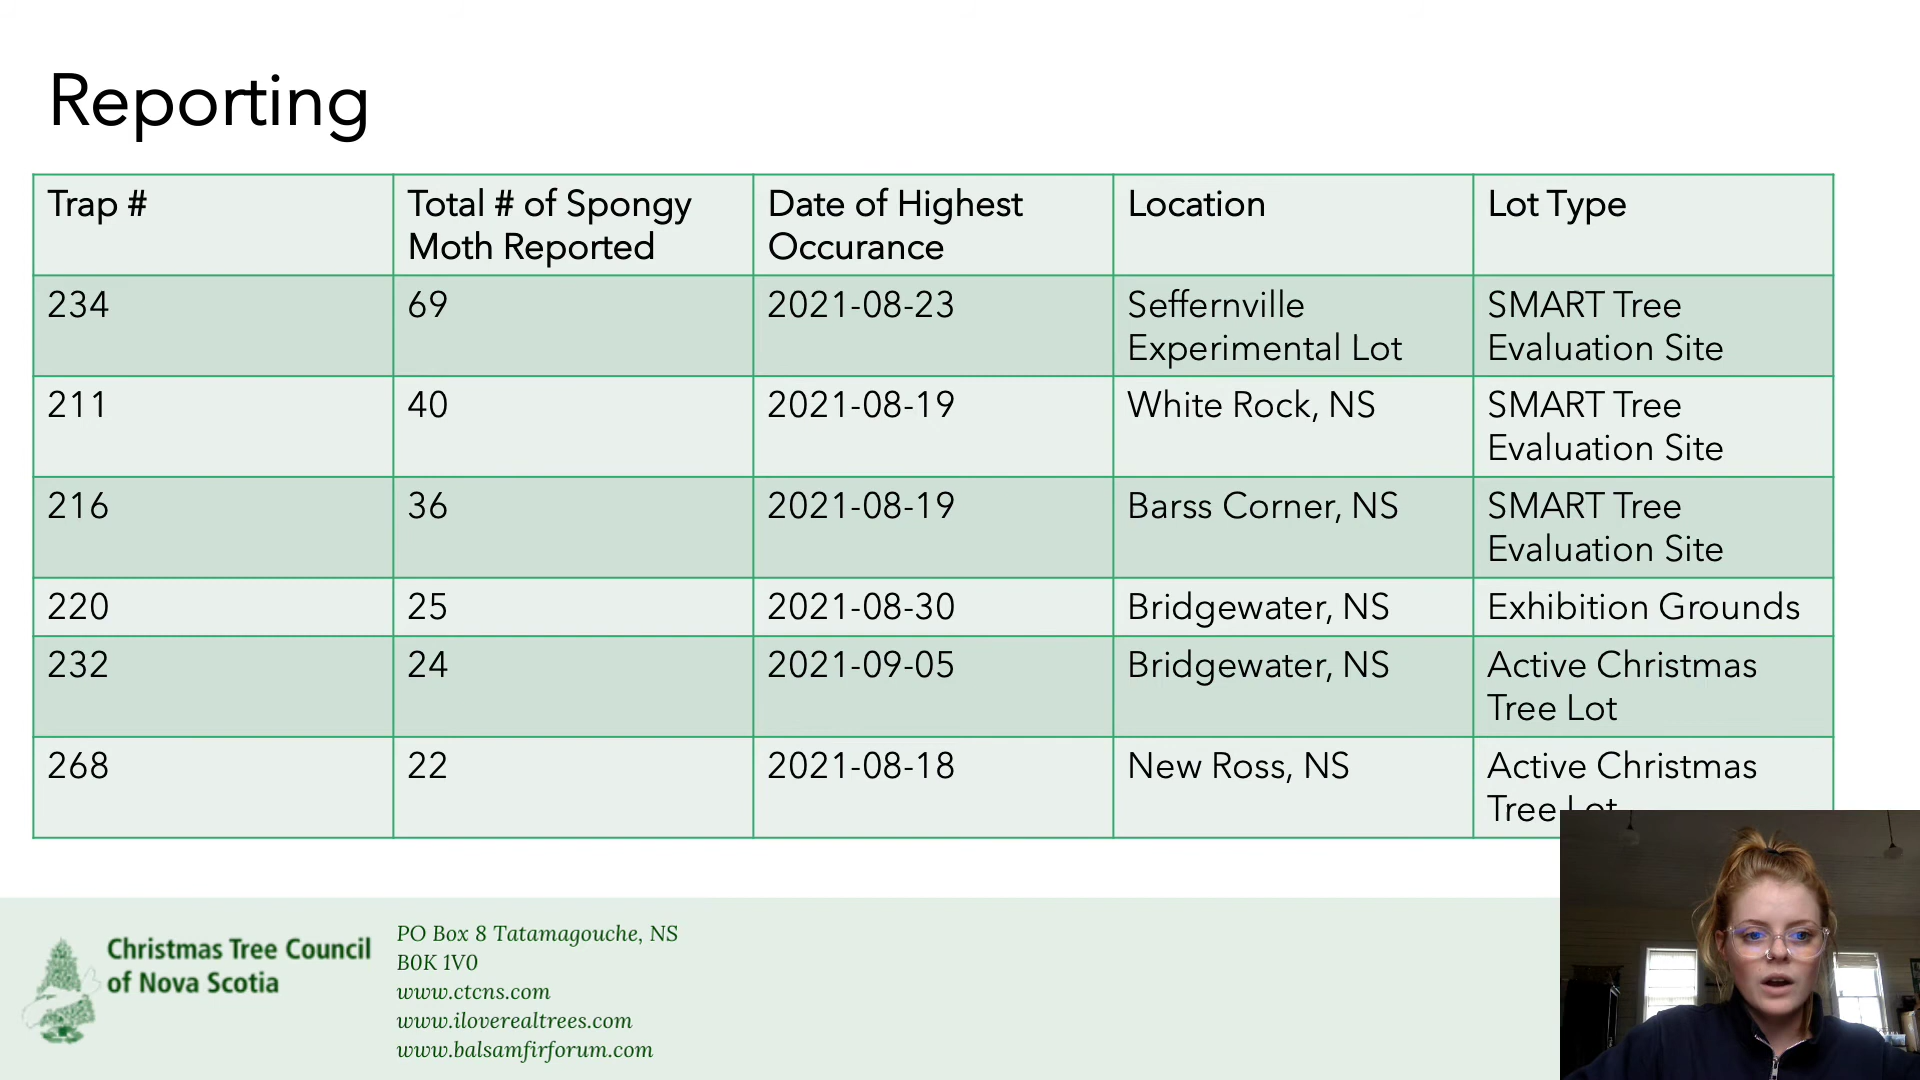 Reporting
Trap #
Total # of Spongy
Moth Reported
Date of Highest
Occurance
Location
Lot Type
234
69
2021-08-23
Seffernville
Experimental Lot
SMART Tree
Evaluation Site
211
40
2021-08-19
White Rock, NS
SMART Tree
Evaluation Site
216
36
2021-08-19
Barss Corner, NS
SMART Tree
Evaluation Site
220
25
2021-08-30
Bridgewater, NS
Exhibition Grounds
232
24
2021-09-05
Bridgewater, NS
Active Christmas
Tree Lot
268
22
2021-08-18
New Ross, NS
Active Christmas
Tree Lot
Christmas Tree Council
of Nova Scotia
PO Box 8 Tatamagouche, NS
B0K 1V0
www.ctcns.com
www.iloverealtrees.com
www.balsamfirforum.com